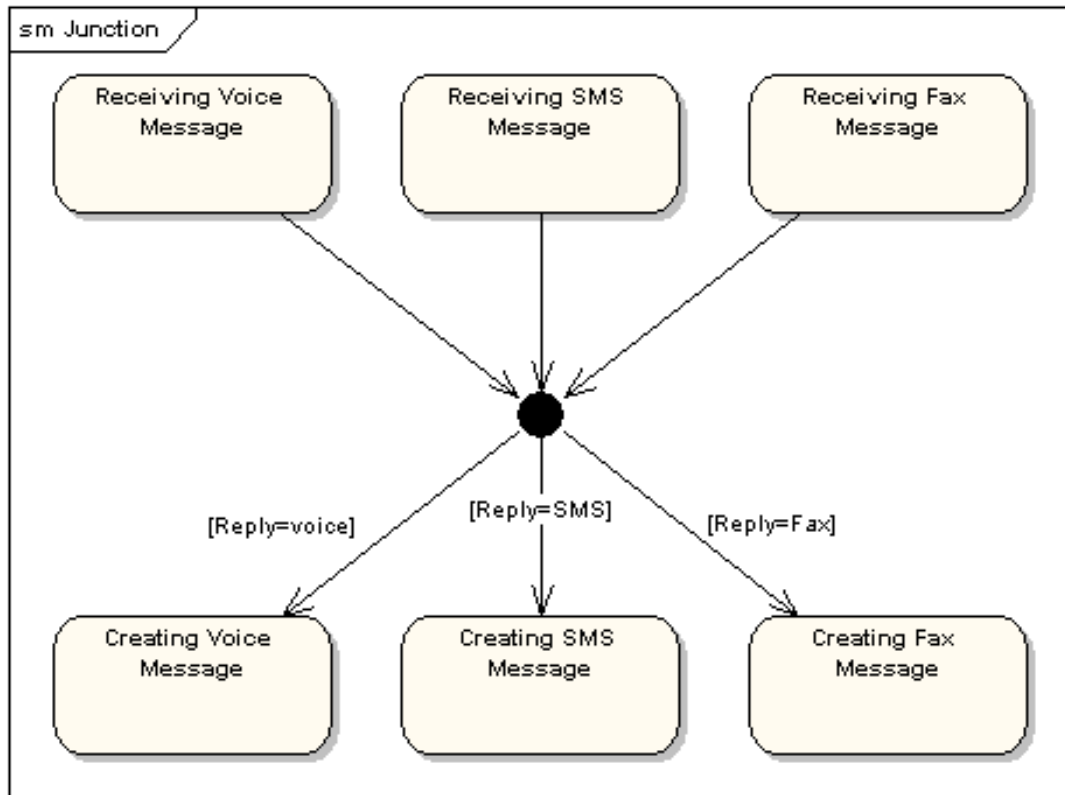 sm Junction
Receiving Voice
Message
Receiving SMS
Message
Receiving Fax
Message
[Reply=voice]
[Reply=SMS]
[Reply=Fax]
Creating Voice
Message
Creating SMS
Message
Creating Fax
Message